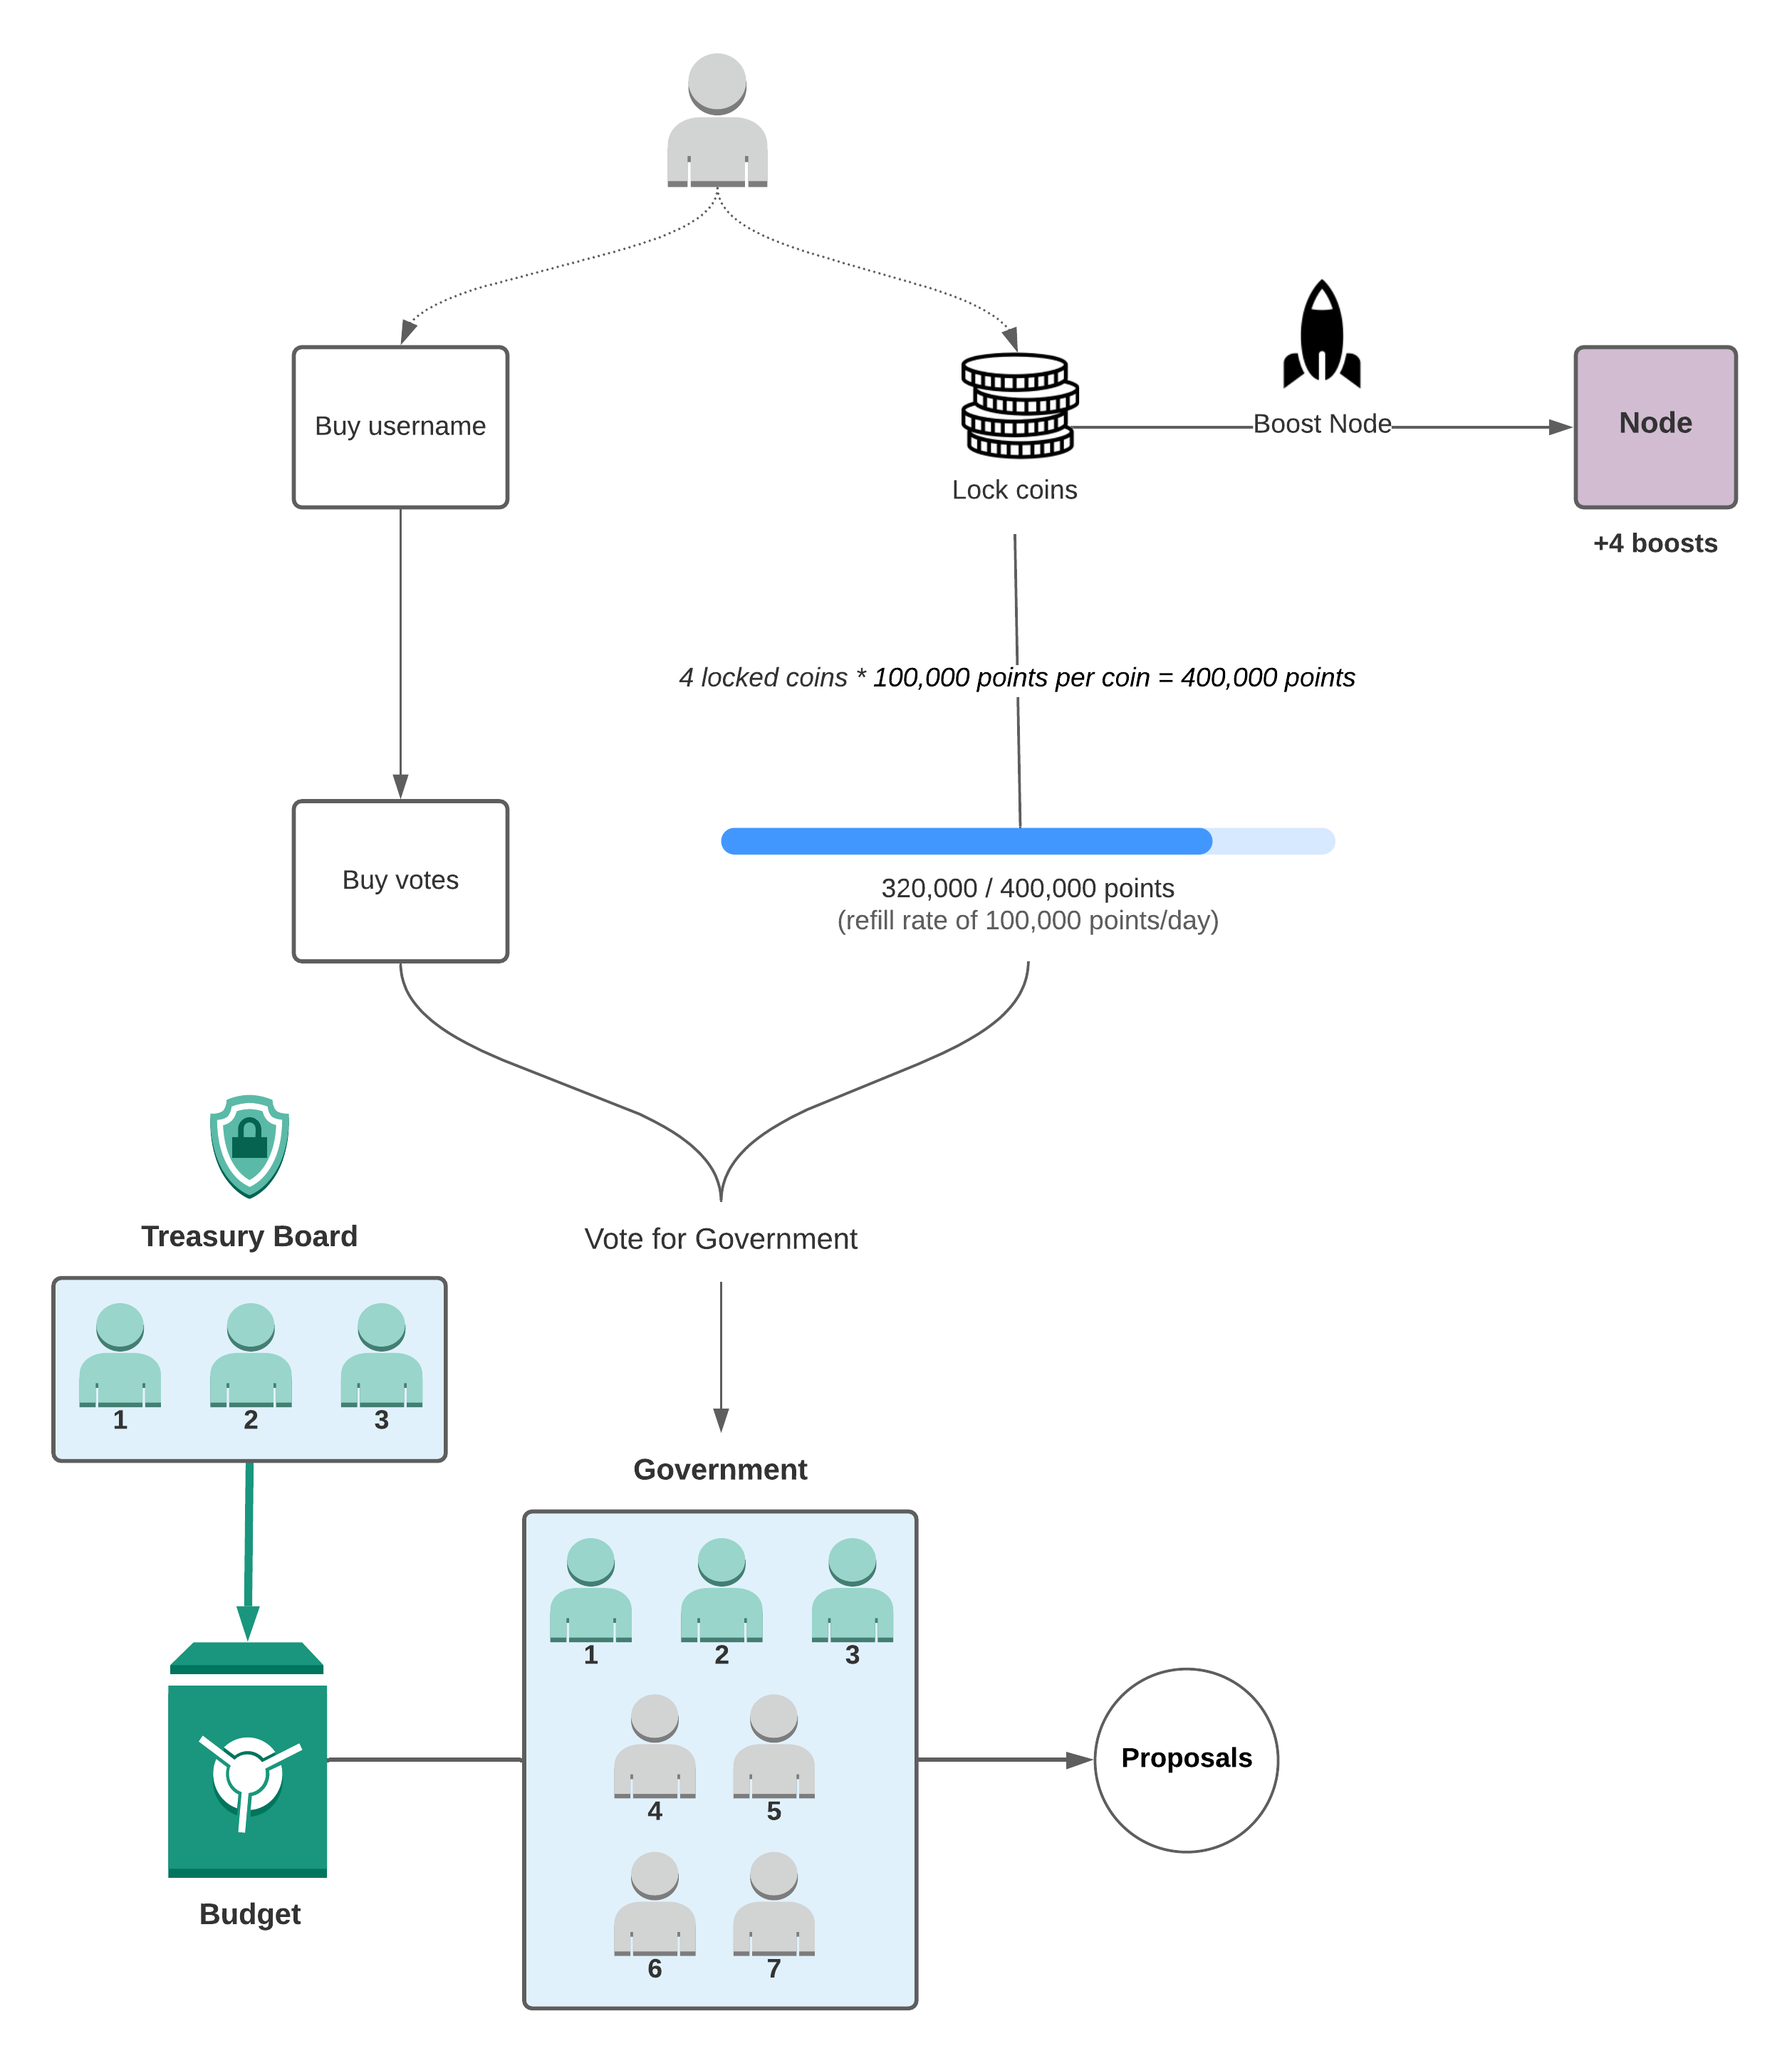 Buy username
Boost Node
Node
Lock coins
+4 boosts
4 locked coins * 100,000 points per coin = 400,000 points
Buy votes
320,000 / 400,000 points
(refill rate of 100,000 points/day)
Treasury Board
Vote for Government
1 2 3
Government
1 2 3
4 5
Proposals
Budget
6 7